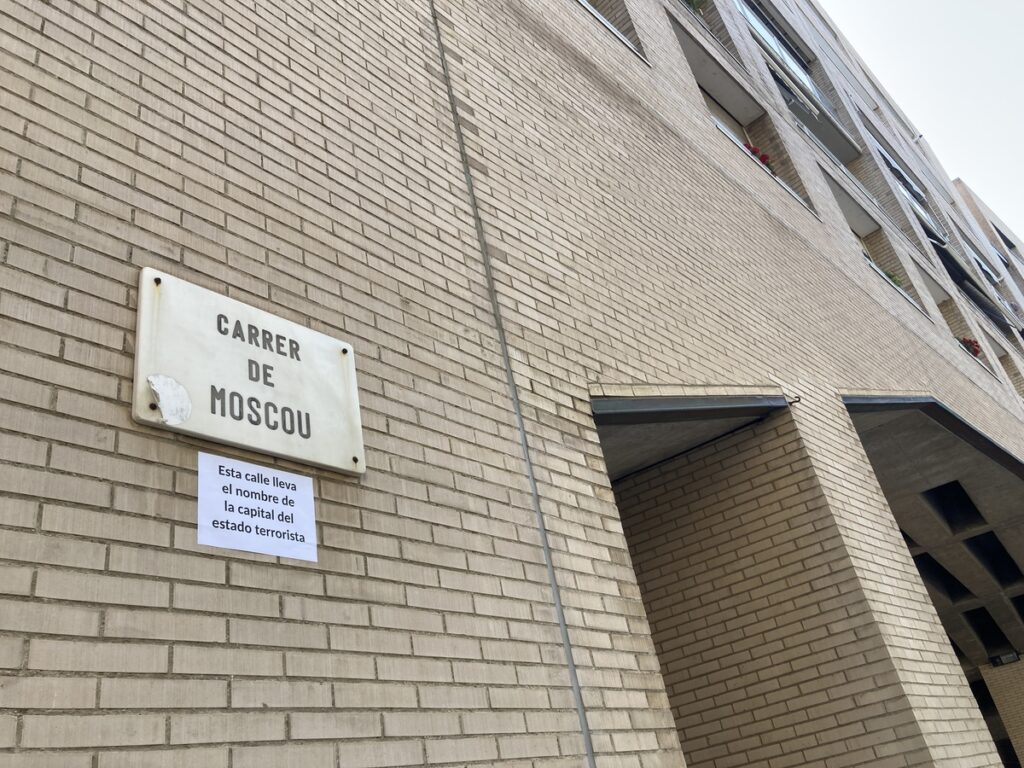 CARRER
DE
MOSCOU
Esta calle lleva
el nombre de
la capital del
estado terrorista